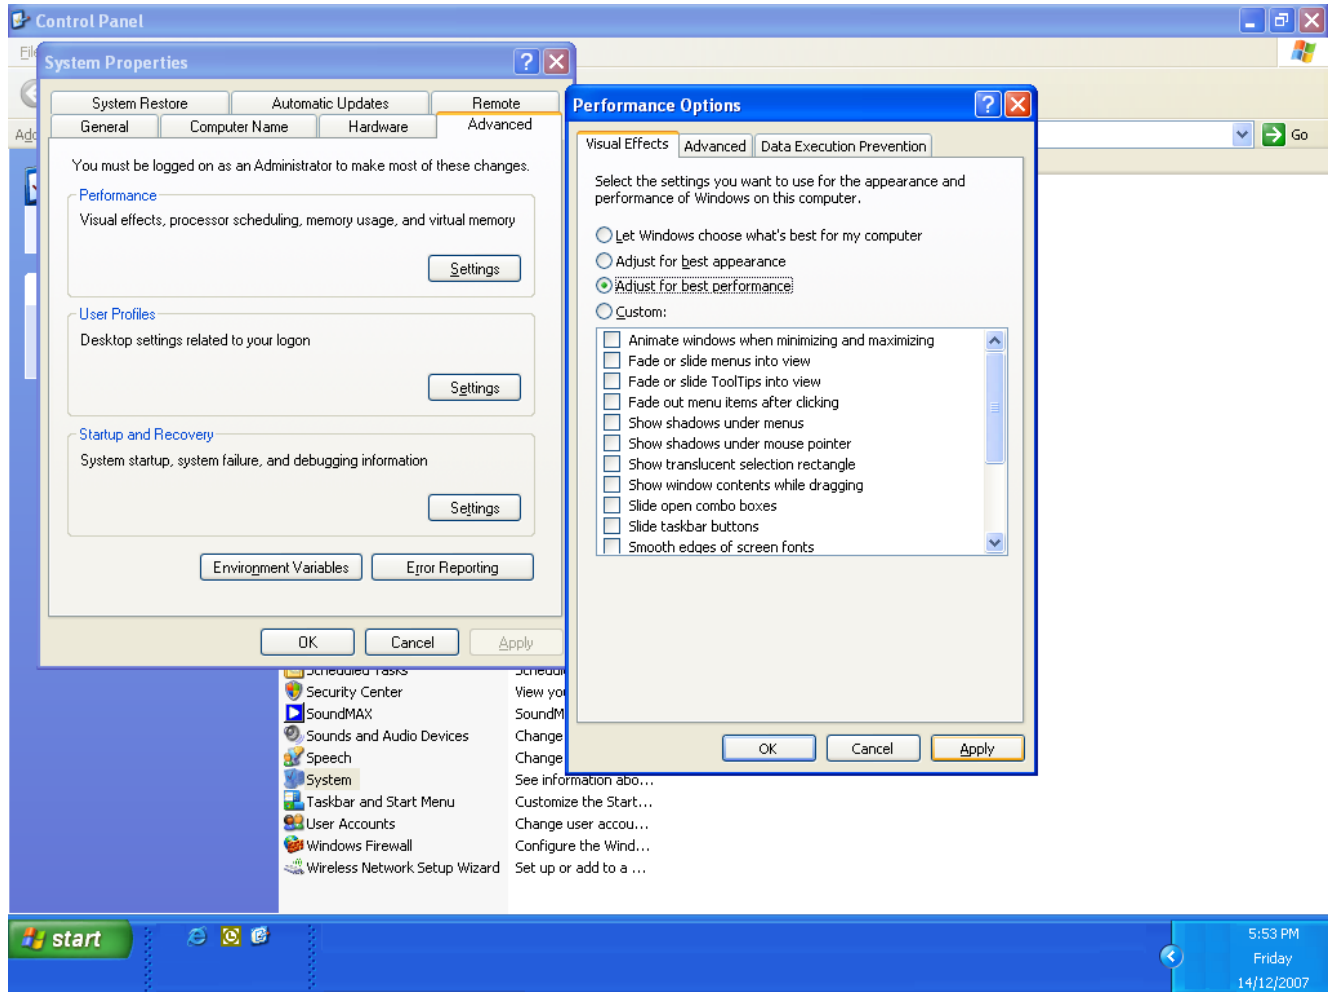 Control Panel
File
System Properties
System Restore
Automatic Updates
Remote
General
Computer Name
Hardware
Advanced
You must be logged on as an Administrator to make most of these changes.
Performance
Visual effects, processor scheduling, memory usage, and virtual memory
Settings
User Profiles
Desktop settings related to your logon
Settings
Startup and Recovery
System startup, system failure, and debugging information
Settings
Environment Variables
Error Reporting
OK
Cancel
Apply
Performance Options
Visual Effects
Advanced
Data Execution Prevention
Select the settings you want to use for the appearance and
performance of Windows on this computer.
Let Windows choose what's best for my computer
Adjust for best appearance
Adjust for best performance
Custom:
Animate windows when minimizing and maximizing
Fade or slide menus into view
Fade or slide ToolTips into view
Fade out menu items after clicking
Show shadows under menus
Show shadows under mouse pointer
Show translucent selection rectangle
Show window contents while dragging
Slide open combo boxes
Slide taskbar buttons
Smooth edges of screen fonts
OK
Cancel
Apply
Go
Scheduled Tasks
Security Center View you
SoundMAX SoundM
Sounds and Audio Devices Change
Speech Change
System See information abo...
Taskbar and Start Menu Customize the Start...
User Accounts Change user accou...
Windows Firewall Configure the Wind...
Wireless Network Setup Wizard Set up or add to a ...
start
5:53 PM
Friday
14/12/2007